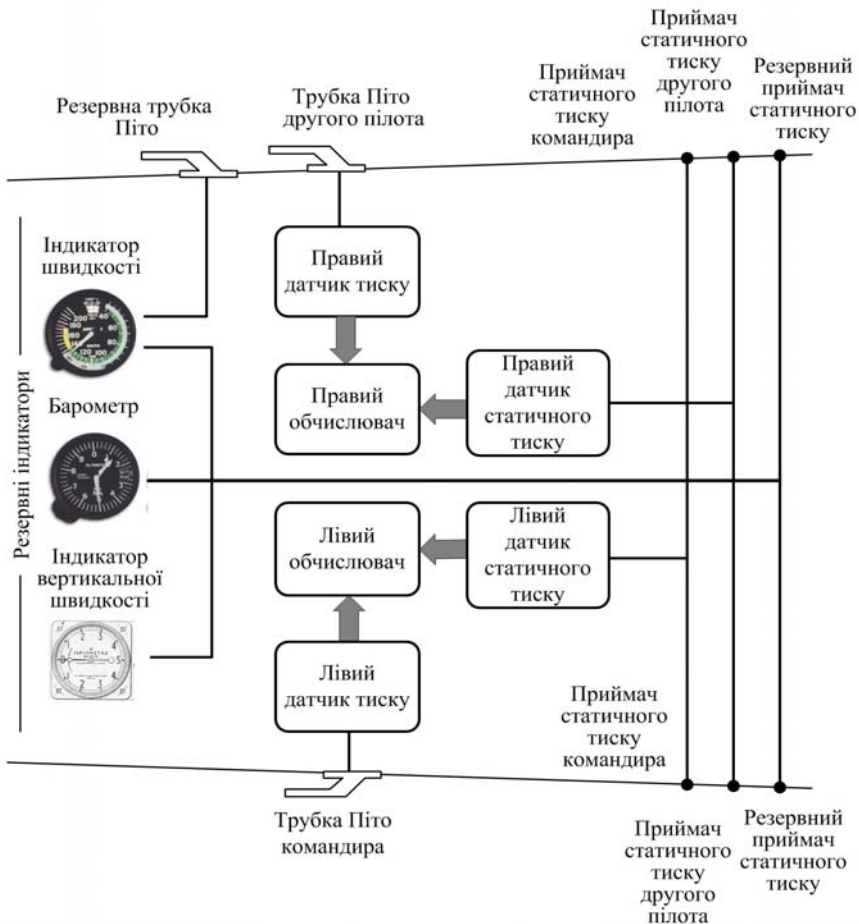 Приймач
статичного
тиску
другого
пілота
Приймач
статичного
тиску
командира
Резервний
приймач
статичного
тиску
Резервна трубка
Піто
Трубка Піто
другого пілота
Резервні індикатори
Індикатор
швидкості
Правий
датчик тиску
Барометр
Правий
обчислювач
Правий
датчик
статичного
тиску
Індикатор
вертикальної
швидкості
Лівий
обчислювач
Лівий
датчик
статичного
тиску
Лівий
датчик тиску
Приймач
статичного
тиску
командира
Трубка Піто
командира
Приймач
статичного
тиску
другого
пілота
Резервний
приймач
статичного
тиску